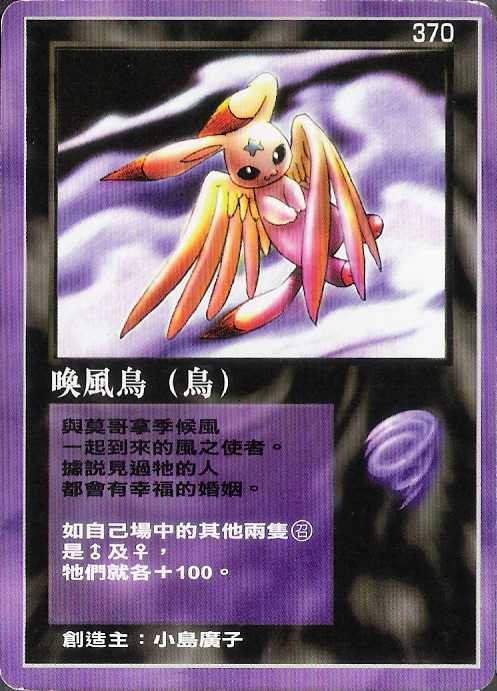 370
喚風鳥（鳥）
與莫哥拿季候風
一起到來的風之使者。
據說見過牠的人
都會有幸福的婚姻。
如自己場中的其他兩隻㊁召
是♂及♀，
牠們就各＋100。
創造主：小島廣子